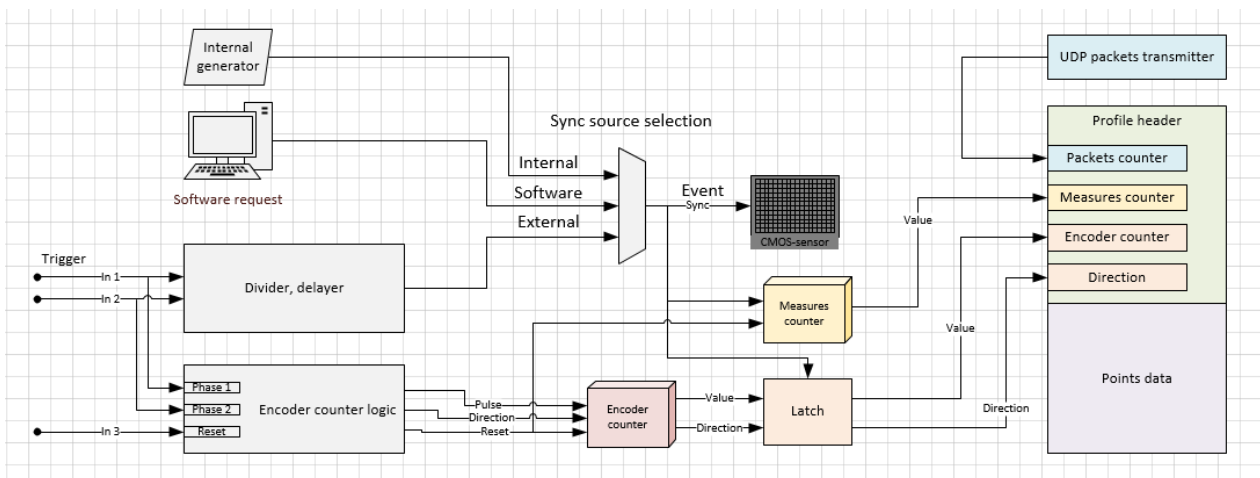 Internal
generator
UDP packets transmitter
Sync source selection
Profile header
Internal
Packets counter
Software request
Software
Event
Sync
Measures counter
External
Value
CMOS-sensor
Encoder counter
Trigger
In 1
In 2
Divider, delayer
Direction
Measures
counter
Value
Phase 1
Phase 2
Reset
In 3
Encoder counter logic
Pulse
Direction
Reset
Encoder
counter
Value
Direction
Latch
Direction
Points data